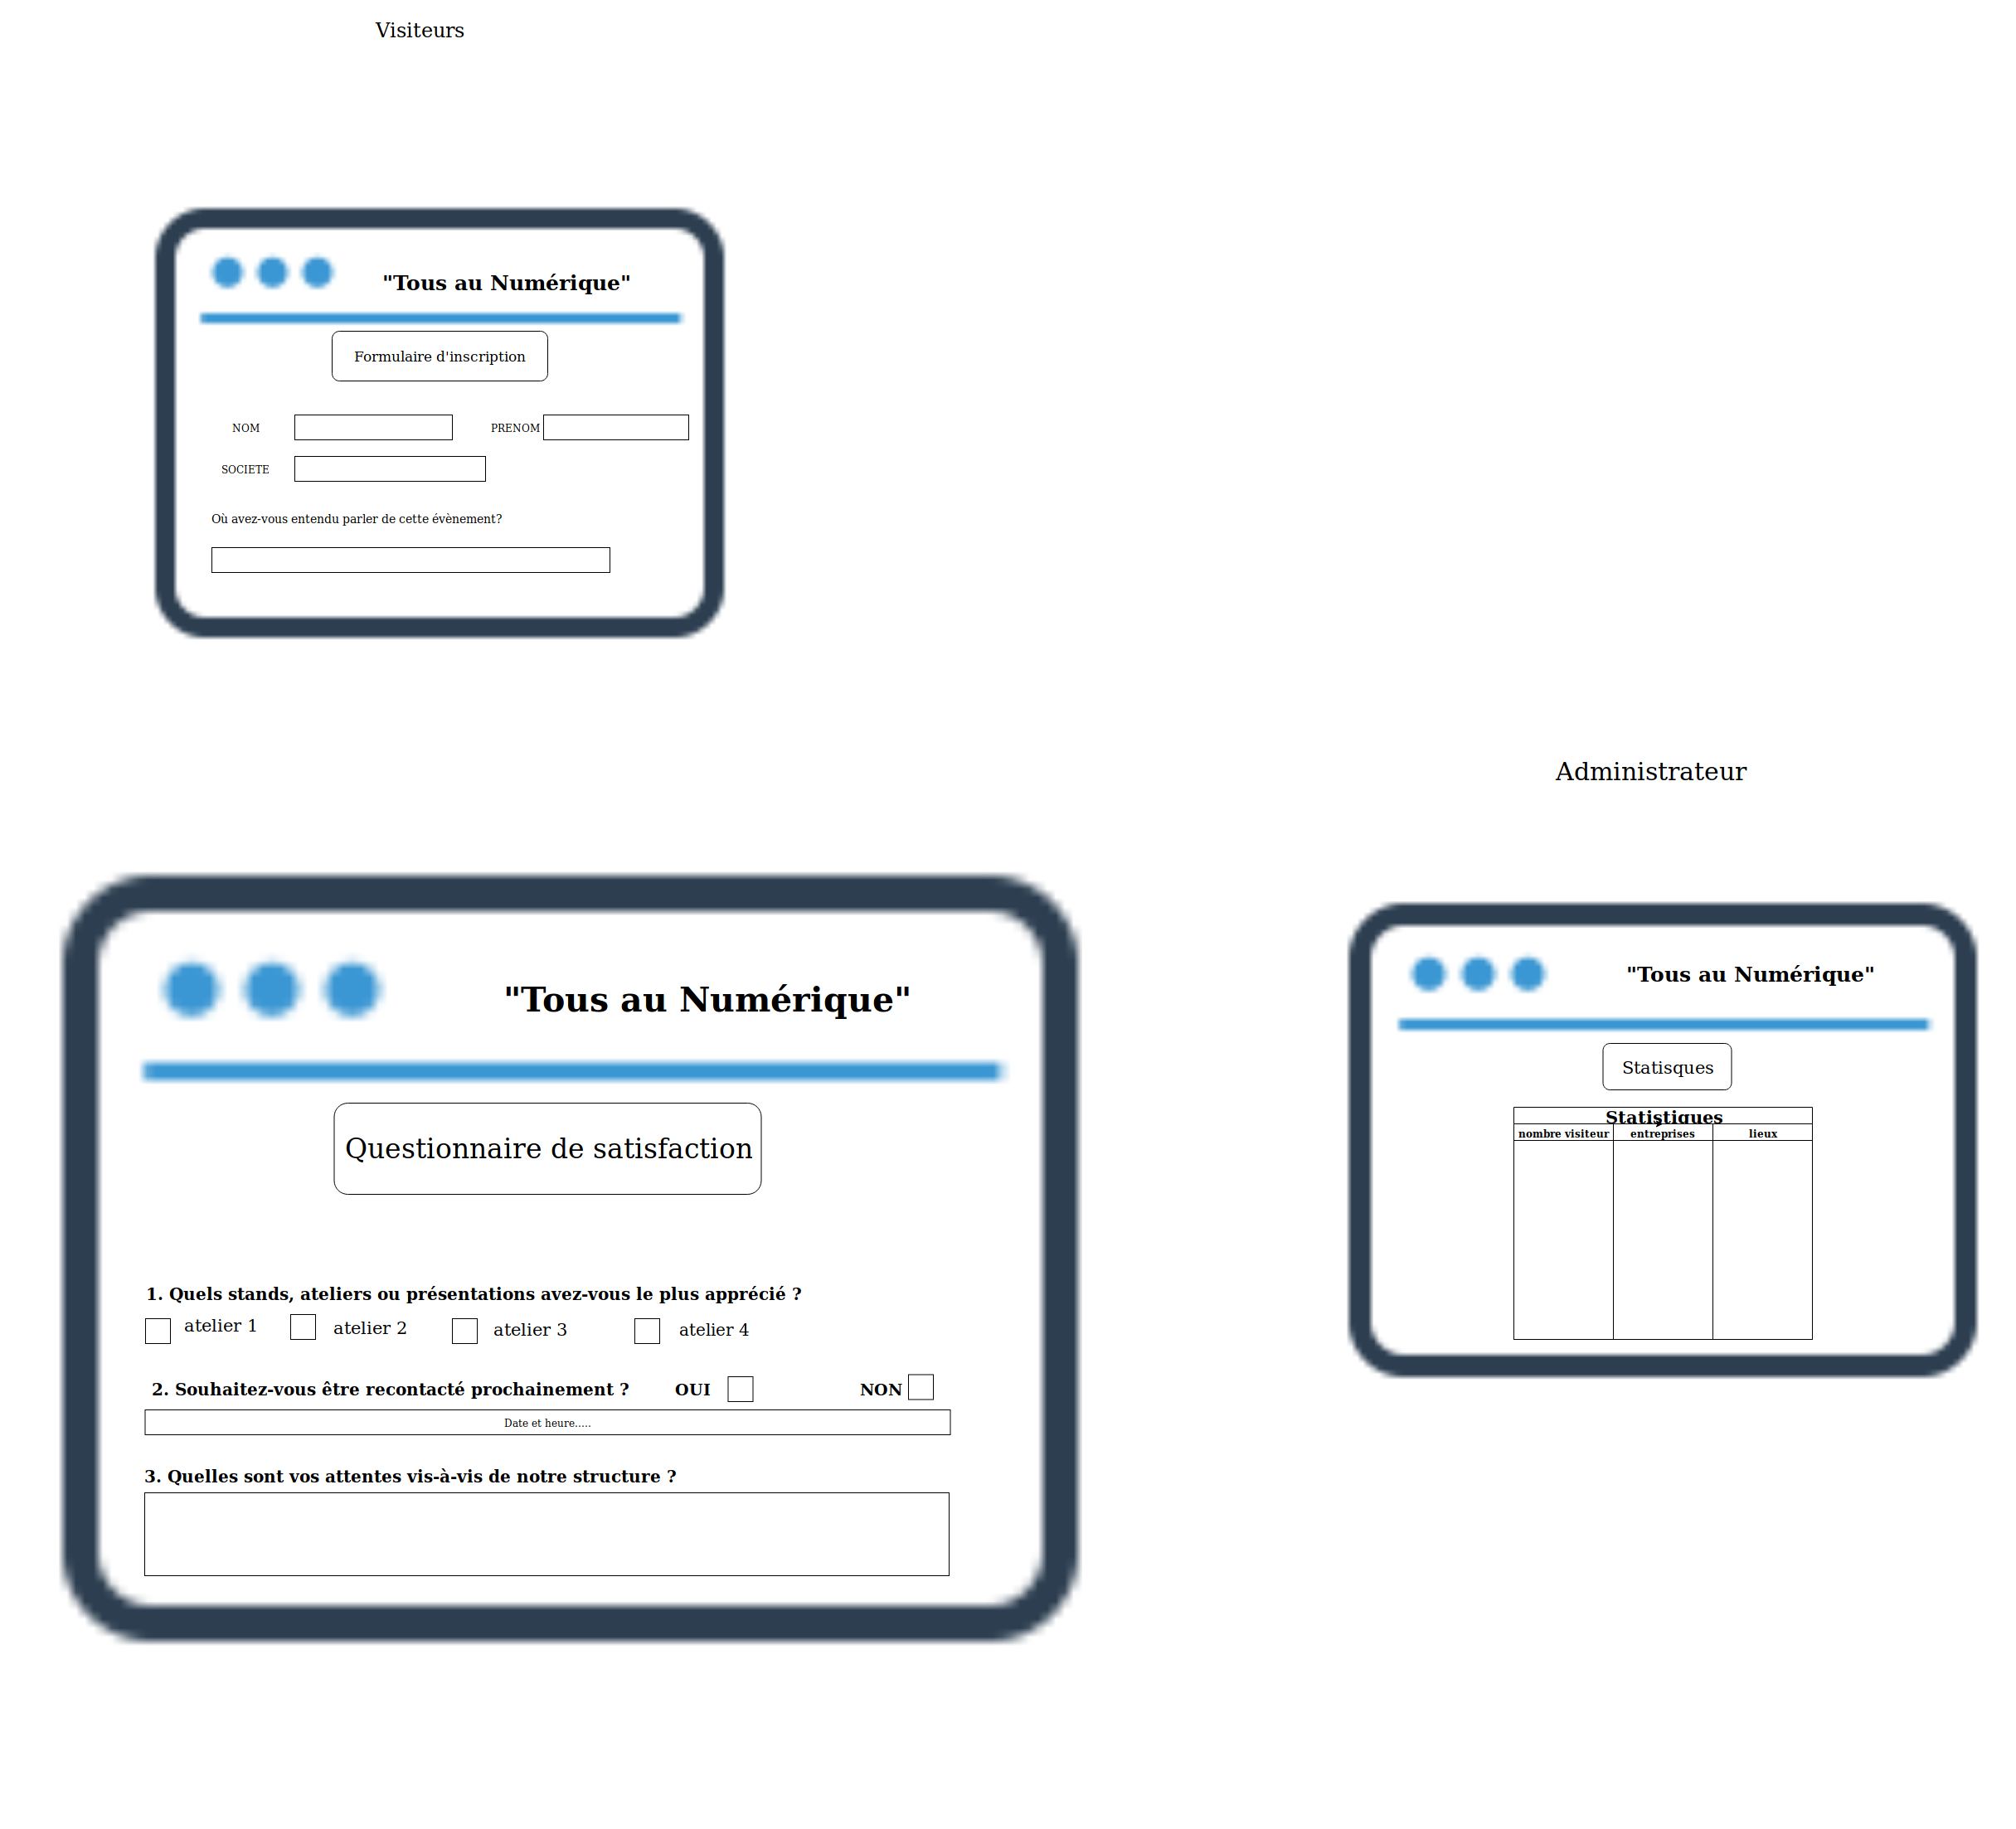 Visiteurs
"Tous au Numérique"
Formulaire d'inscription
NOM
PRENOM
SOCIETE
Où avez-vous entendu parler de cette évènement?
Administrateur
"Tous au Numérique"
Questionnaire de satisfaction
1. Quels stands, ateliers ou présentations avez-vous le plus apprécié ?
atelier 1 atelier 2 atelier 3 atelier 4
2. Souhaitez-vous être recontacté prochainement ? OUI NON
Date et heure.....
3. Quelles sont vos attentes vis-à-vis de notre structure ?
"Tous au Numérique"
Statisques
Statistiques
nombre visiteur entreprises lieux